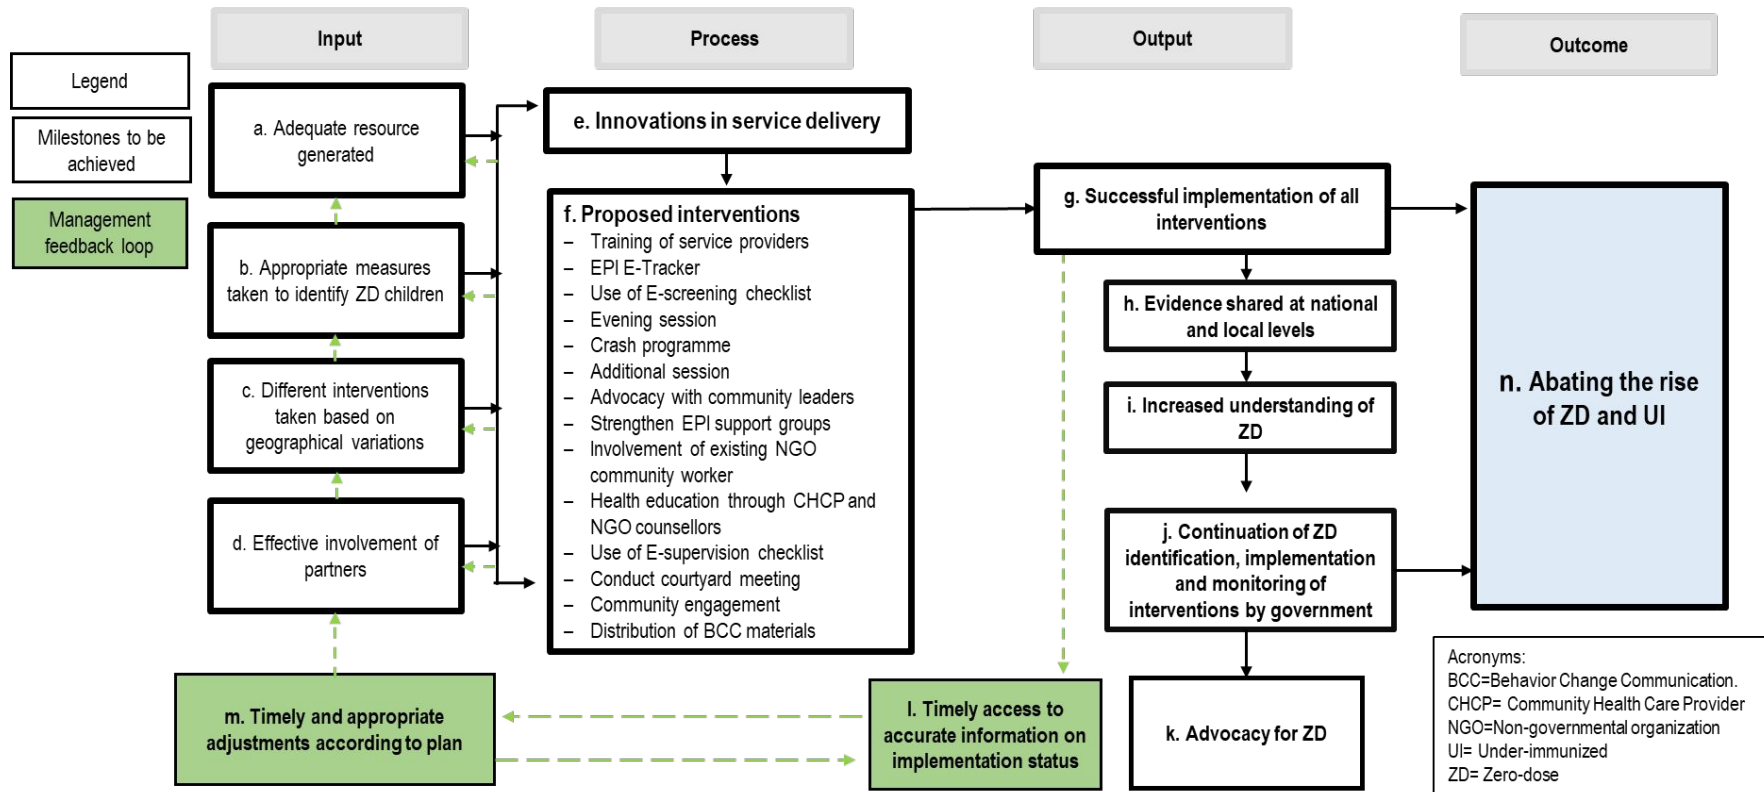 Input
Process
Output
Outcome
Legend
Milestones to be
achieved
Management
feedback loop
a. Adequate resource
generated
b. Appropriate measures
taken to identify ZD children
c. Different interventions
taken based on
geographical variations
d. Effective involvement of
partners
e. Innovations in service delivery
f. Proposed interventions
– Training of service providers
– EPI E-Tracker
– Use of E-screening checklist
– Evening session
– Crash programme
– Additional session
– Advocacy with community leaders
– Strengthen EPI support groups
– Involvement of existing NGO
community worker
– Health education through CHCP and
NGO counsellors
– Use of E-supervision checklist
– Conduct courtyard meeting
– Community engagement
– Distribution of BCC materials
g. Successful implementation of all
interventions
h. Evidence shared at national
and local levels
i. Increased understanding of
ZD
j. Continuation of ZD
identification, implementation
and monitoring of
interventions by government
k. Advocacy for ZD
l. Timely access to
accurate information on
implementation status
m. Timely and appropriate
adjustments according to plan
n. Abating the rise
of ZD and UI
Acronyms:
BCC=Behavior Change Communication.
CHCP= Community Health Care Provider
NGO=Non-governmental organization
UI= Under-immunized
ZD= Zero-dose